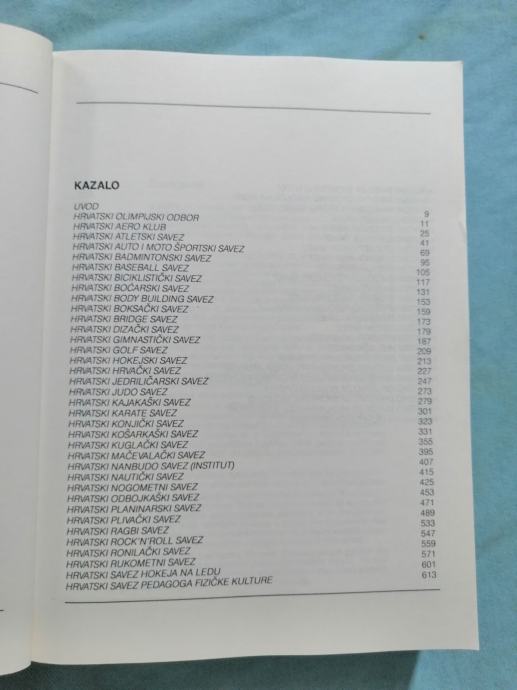 KAZALO
UVOD 9
HRVATSKI OLIMPIJSKI ODBOR 11
HRVATSKI AERO KLUB 25
HRVATSKI ATLETSKI SAVEZ 41
HRVATSKI AUTO I MOTO ŠPORTSKI SAVEZ 69
HRVATSKI BADMINTONSKI SAVEZ 95
HRVATSKI BASEBALL SAVEZ 105
HRVATSKI BICIKLISTIČKI SAVEZ 117
HRVATSKI BOĆARSKI SAVEZ 131
HRVATSKI BODY BUILDING SAVEZ 153
HRVATSKI BOKSAČKI SAVEZ 159
HRVATSKI BRIDGE SAVEZ 173
HRVATSKI DIZAČKI SAVEZ 179
HRVATSKI GIMNASTIČKI SAVEZ 187
HRVATSKI GOLF SAVEZ 209
HRVATSKI HOKEJSKI SAVEZ 213
HRVATSKI HRVAČKI SAVEZ 227
HRVATSKI JEDRILIČARSKI SAVEZ 247
HRVATSKI JUDO SAVEZ 273
HRVATSKI KAJAKAŠKI SAVEZ 279
HRVATSKI KARATE SAVEZ 301
HRVATSKI KONJIČKI SAVEZ 323
HRVATSKI KOŠARKAŠKI SAVEZ 331
HRVATSKI KUGLAČKI SAVEZ 355
HRVATSKI MAČEVALAČKI SAVEZ 395
HRVATSKI NANBUDO SAVEZ (INSTITUT) 407
HRVATSKI NAUTIČKI SAVEZ 415
HRVATSKI NOGOMETNI SAVEZ 425
HRVATSKI ODBOJKAŠKI SAVEZ 453
HRVATSKI PLANINARSKI SAVEZ 471
HRVATSKI PLIVAČKI SAVEZ 489
HRVATSKI RAGBI SAVEZ 533
HRVATSKI ROCK'N'ROLL SAVEZ 547
HRVATSKI RONILAČKI SAVEZ 559
HRVATSKI RUKOMETNI SAVEZ 571
HRVATSKI SAVEZ HOKEJA NA LEDU 601
HRVATSKI SAVEZ PEDAGOGA FIZIČKE KULTURE 613